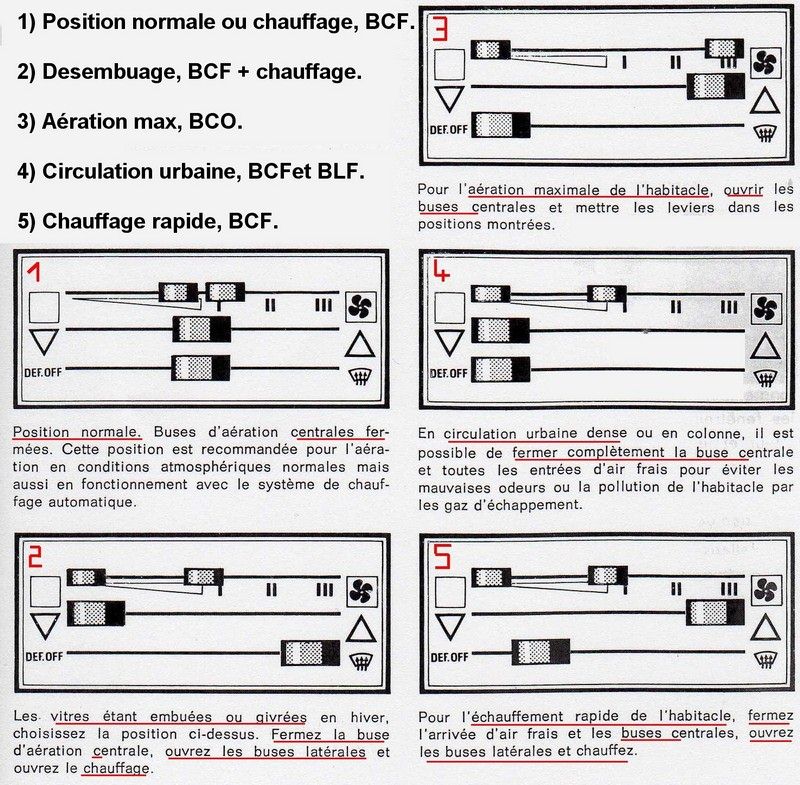 1) Position normale ou chauffage, BCF.
2) Desembuage, BCF + chauffage.
3) Aération max, BCO.
4) Circulation urbaine, BCFet BLF.
5) Chauffage rapide, BCF.
3
I II III
DEF. OFF
Pour l'aération maximale de l'habitacle, ouvrir les
buses centrales et mettre les leviers dans les
positions montrées.
1
I II III
DEF. OFF
Position normale. Buses d'aération centrales fer-
mées. Cette position est recommandée pour l'aéra-
tion en conditions atmosphériques normales mais
aussi en fonctionnement avec le système de chauf-
fage automatique.
4
I II III
DEF. OFF
En circulation urbaine dense ou en colonne, il est
possible de fermer complètement la buse centrale
et toutes les entrées d'air frais pour éviter les
mauvaises odeurs ou la pollution de l'habitacle par
les gaz d'échappement.
2
I II III
DEF. OFF
Les vitres étant embuées ou givrées en hiver,
choisissez la position ci-dessus. Fermez la buse
d'aération centrale, ouvrez les buses latérales et
ouvrez le chauffage.
5
I II III
DEF. OFF
Pour l'échauffement rapide de l'habitacle, fermez
l'arrivée d'air frais et les buses centrales, ouvrez
les buses latérales et chauffez.